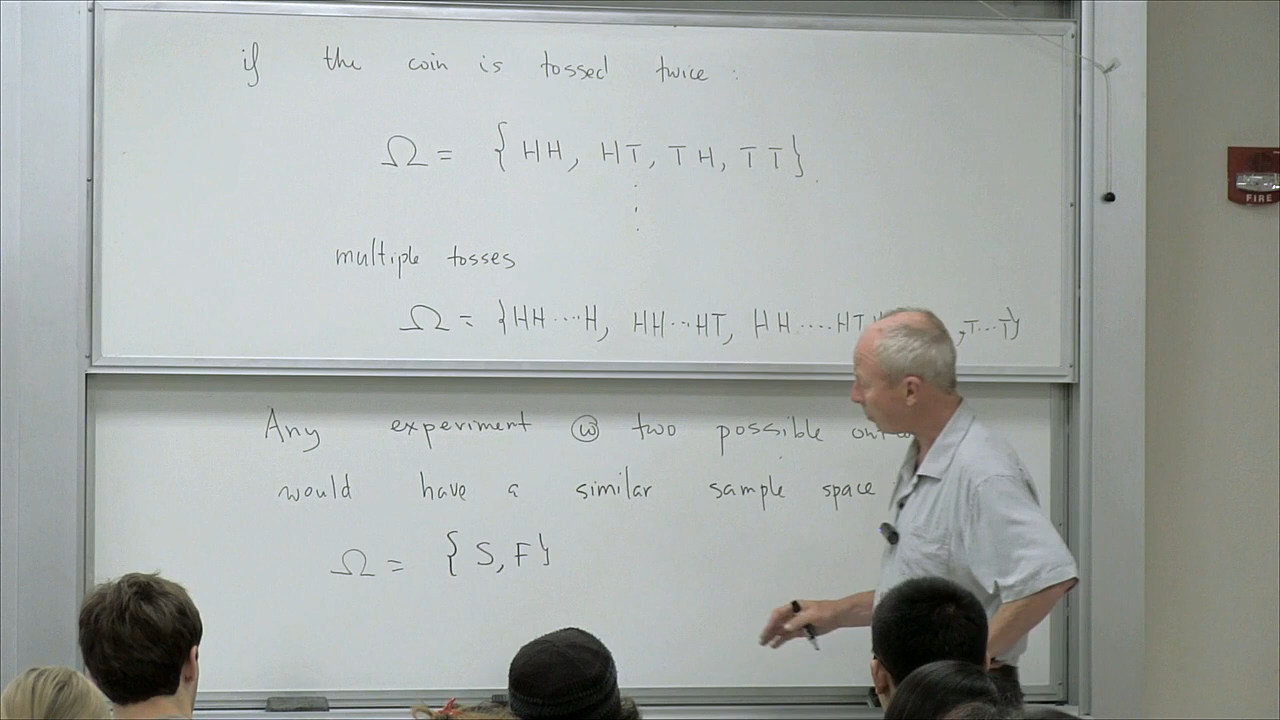 if the coin is tossed twice :
Ω = { HH, HT, TH, TT }.
⋮
multiple tosses
Ω = {HH....H, HH...HT, HH....HT ,T...T}
Any experiment ⓦ two possible
would have a similar sample space
Ω = { S, F }
FIRE